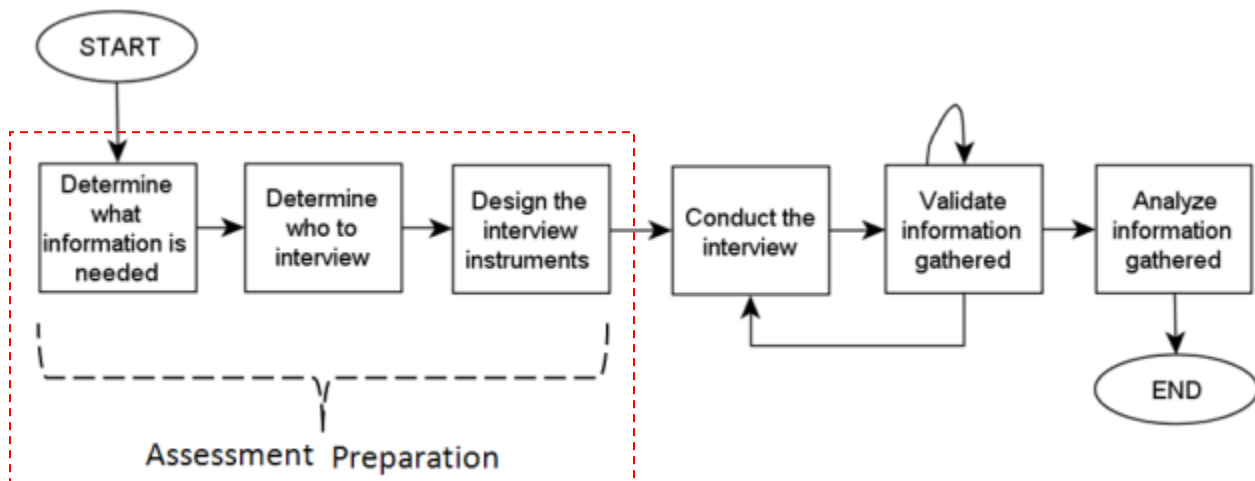 START
Determine
what
information is
needed
Determine
who to
interview
Design the
interview
instruments
Conduct the
interview
Validate
information
gathered
Analyze
information
gathered
END
Assessment Preparation